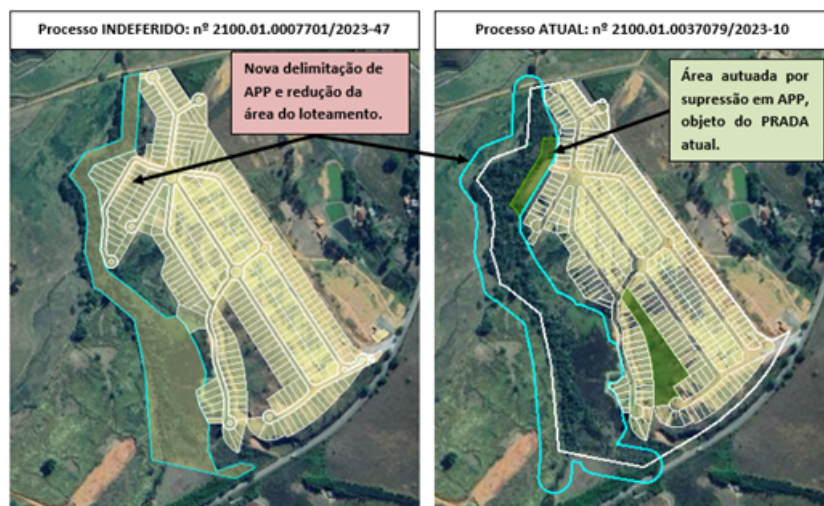 Processo INDEFERIDO: nº 2100.01.0007701/2023-47
Nova delimitação de
APP e redução da
área do loteamento.
Processo ATUAL: nº 2100.01.0037079/2023-10
Área autuada por
supressão em APP,
objeto do PRADA
atual.